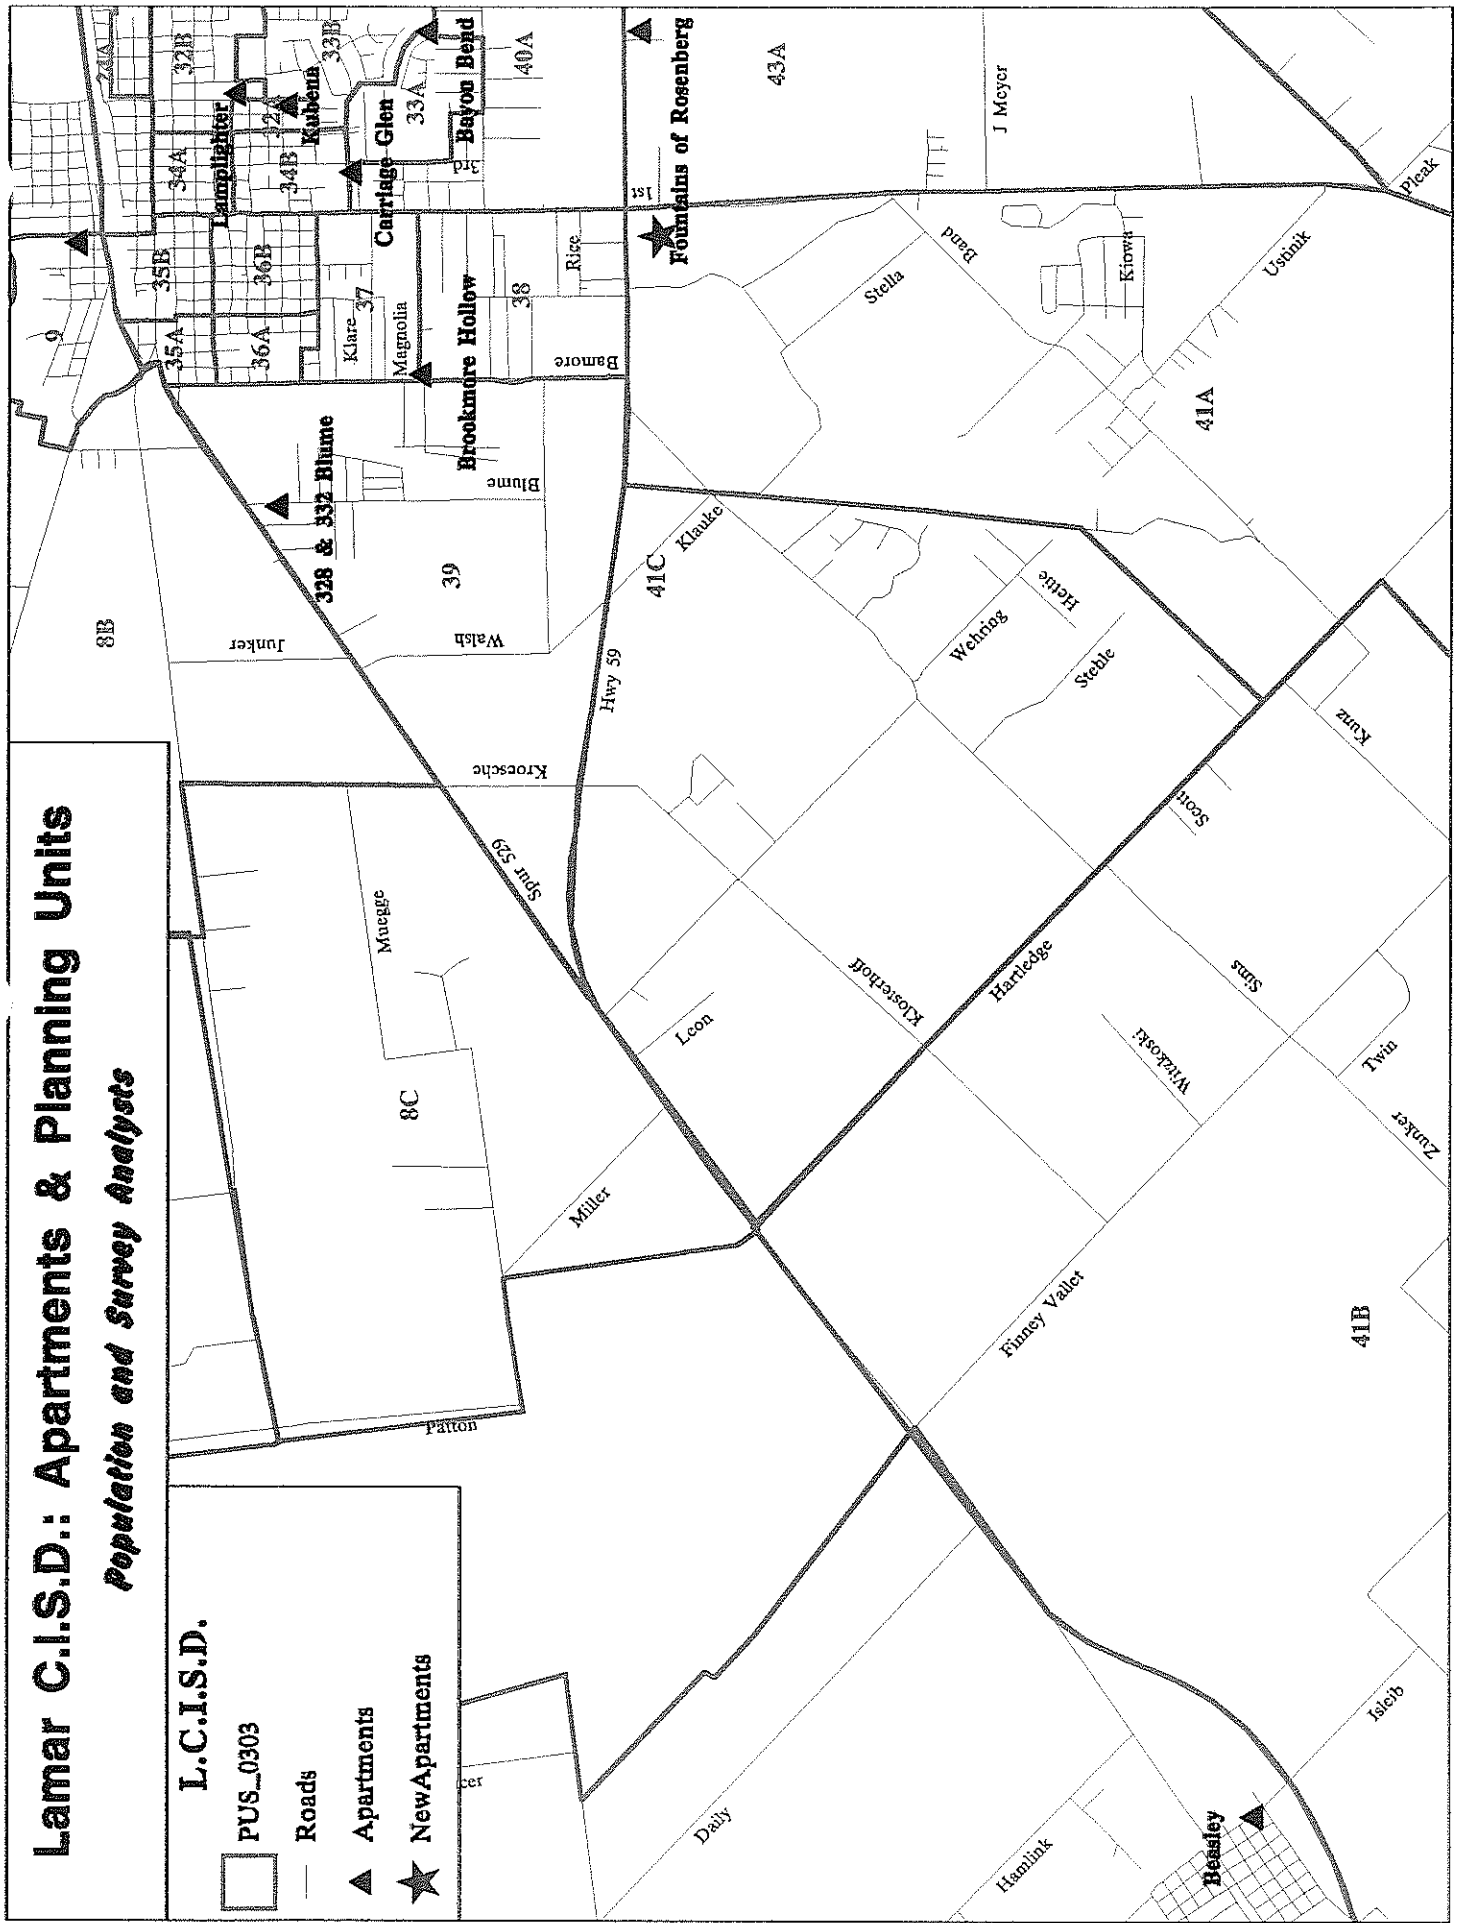 Lamar C.I.S.D.: Apartments & Planning Units
Population and Survey Analysts
L.C.I.S.D.
PUS_0303
Roads
Apartments
NewApartments
8B
9
35B
35A
36B
36A
34A
34B
32B
33B
33A
37
38
39
40A
43A
41A
41C
41B
8C
Lamplighter
Kubena
Carriage Glen
Bayou Bend
Fountains of Rosenberg
Brookmore Hollow
328 & 332 Blume
Beasley
Klare
Magnolia
Rice
3rd
1st
Bamore
Blume
Walsh
Junker
Kroesche
Hwy 59
Spur 529
Muegge
Patton
Miller
Leon
Klauke
Wehring
Hettie
Steble
Stella
Band
Kiowa
Ustinik
J Meyer
Pleak
Kunz
Scott
Klosterhoff
Hartledge
Sims
Witzkoski
Twin
Zunker
Finney Vallet
Isleib
Daily
Hamlink
cer